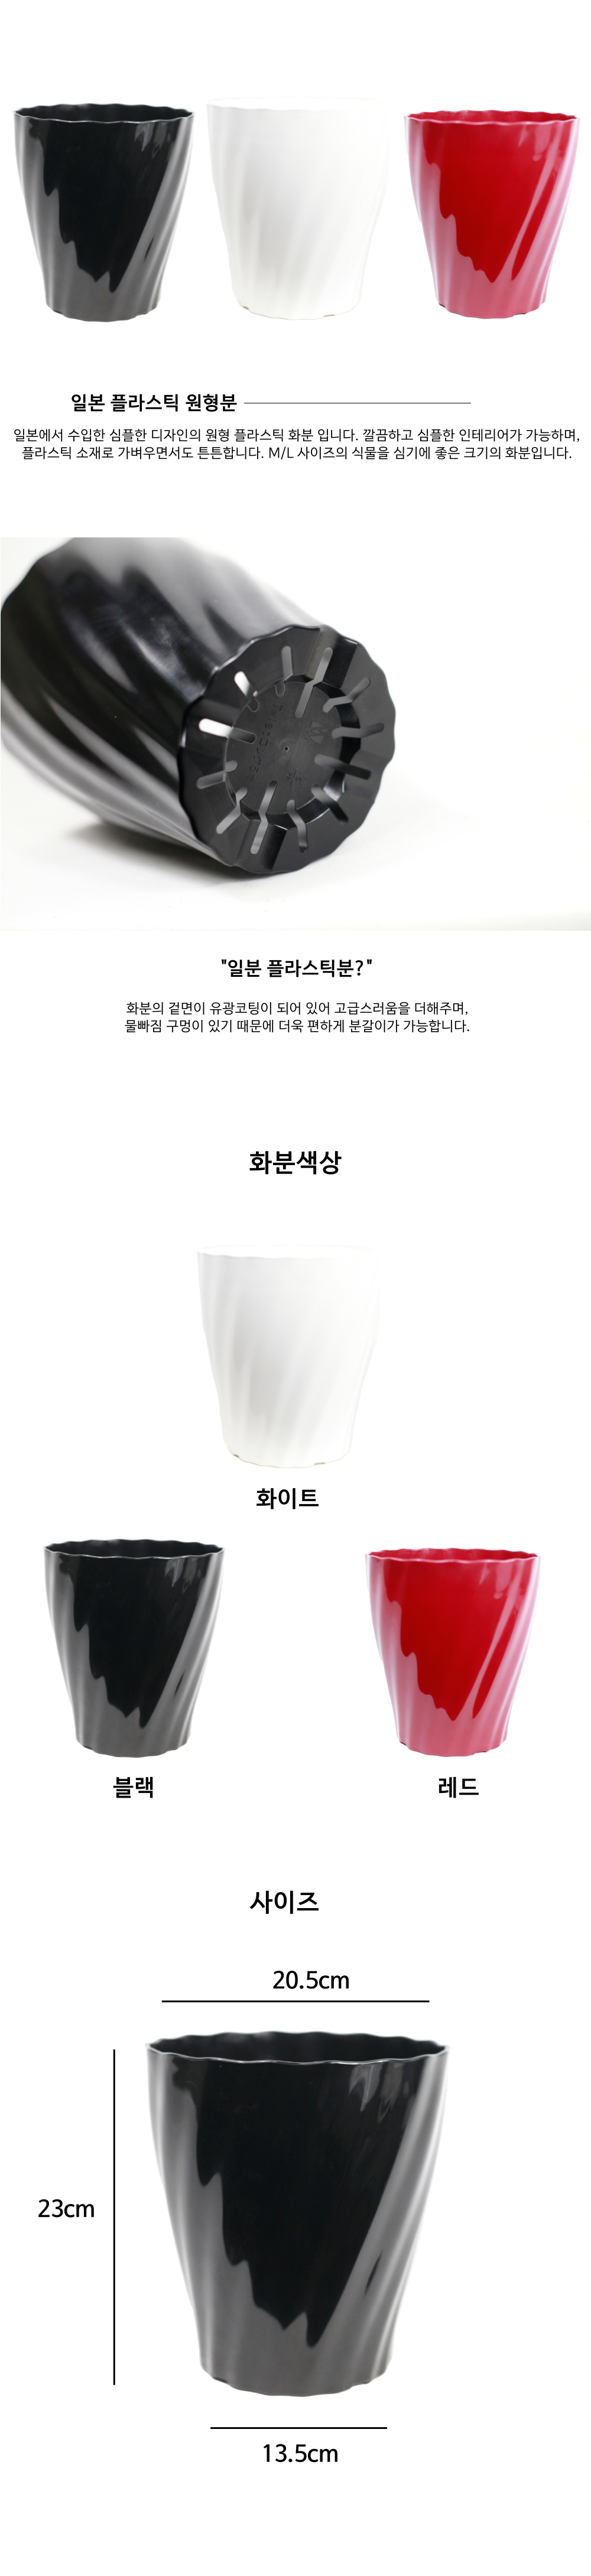 일본 플라스틱 원형분
일본에서 수입한 심플한 디자인의 원형 플라스틱 화분 입니다. 깔끔하고 심플한 인테리어가 가능하며,
플라스틱 소재로 가벼우면서도 튼튼합니다. M/L 사이즈의 식물을 심기에 좋은 크기의 화분입니다.
"일분 플라스틱분?"
화분의 겉면이 유광코팅이 되어 있어 고급스러움을 더해주며,
물빠짐 구멍이 있기 때문에 더욱 편하게 분갈이가 가능합니다.
화분색상
화이트
블랙
레드
사이즈
20.5cm
23cm
13.5cm